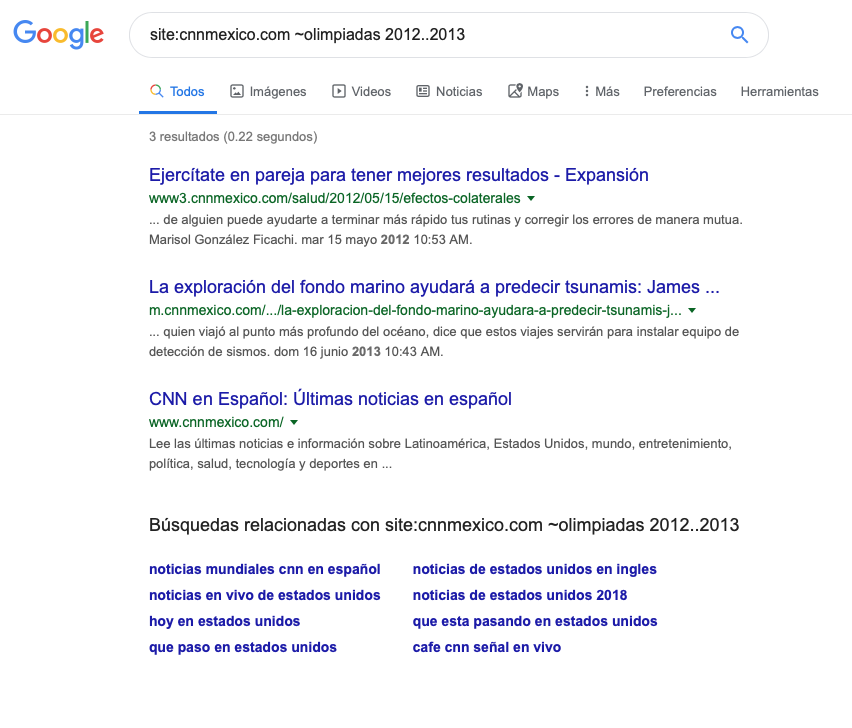 Google
site:cnnmexico.com ~olimpiadas 2012..2013
Todos Imágenes Videos Noticias Maps Más Preferencias Herramientas
3 resultados (0.22 segundos)
Ejercítate en pareja para tener mejores resultados - Expansión
www3.cnnmexico.com/salud/2012/05/15/efectos-colaterales
... de alguien puede ayudarte a terminar más rápido tus rutinas y corregir los errores de manera mutua.
Marisol González Ficachi. mar 15 mayo 2012 10:53 AM.
La exploración del fondo marino ayudará a predecir tsunamis: James ...
m.cnnmexico.com/.../la-exploracion-del-fondo-marino-ayudara-a-predecir-tsunamis-j...
... quien viajó al punto más profundo del océano, dice que estos viajes servirán para instalar equipo de
detección de sismos. dom 16 junio 2013 10:43 AM.
CNN en Español: Últimas noticias en español
www.cnnmexico.com/
Lee las últimas noticias e información sobre Latinoamérica, Estados Unidos, mundo, entretenimiento,
política, salud, tecnología y deportes en ...
Búsquedas relacionadas con site:cnnmexico.com ~olimpiadas 2012..2013
noticias mundiales cnn en español noticias de estados unidos en ingles
noticias en vivo de estados unidos noticias de estados unidos 2018
hoy en estados unidos que esta pasando en estados unidos
que paso en estados unidos cafe cnn señal en vivo